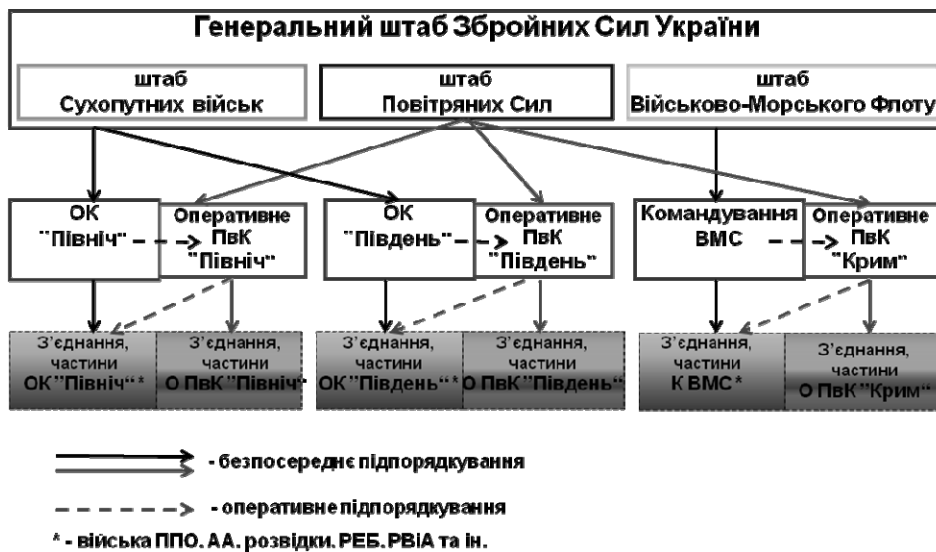 Генеральний штаб Збройних Сил України
штаб
Сухопутних військ
штаб
Повітряних Сил
штаб
Військово-Морського Флоту
ОК
"Північ"
Оперативне
ПвК
"Північ"
ОК
"Південь"
Оперативне
ПвК
"Південь"
Командування
ВМС
Оперативне
ПвК
"Крим"
З'єднання,
частини
ОК "Північ"*
З'єднання,
частини
О ПвК "Північ"
З'єднання,
частини
ОК "Південь"*
З'єднання,
частини
О ПвК "Південь"
З'єднання,
частини
К ВМС*
З'єднання,
частини
О ПвК "Крим"
- безпосереднє підпорядкування
- оперативне підпорядкування
* - війська ППО, АА, розвідки, РЕБ, РВіА та ін.